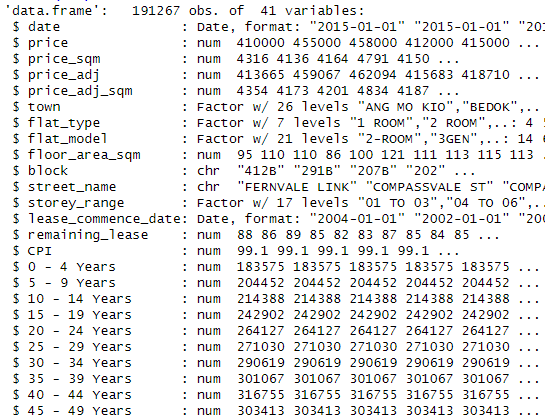 'data.frame':   191267 obs. of  41 variables:
 $ date               : Date, format: "2015-01-01" "2015-01-01" "201
 $ price              : num  410000 455000 458000 412000 415000 ...
 $ price_sqm          : num  4316 4136 4164 4791 4150 ...
 $ price_adj          : num  413665 459067 462094 415683 418710 ...
 $ price_adj_sqm      : num  4354 4173 4201 4834 4187 ...
 $ town               : Factor w/ 26 levels "ANG MO KIO","BEDOK",..
 $ flat_type          : Factor w/ 7 levels "1 ROOM","2 ROOM",..: 4 5
 $ flat_model         : Factor w/ 21 levels "2-ROOM","3GEN",..: 14 6
 $ floor_area_sqm     : num  95 110 110 86 100 121 111 113 115 113 .
 $ block              : chr  "412B" "291B" "207B" "202" ...
 $ street_name        : chr  "FERNVALE LINK" "COMPASSVALE ST" "COMP
 $ storey_range       : Factor w/ 17 levels "01 TO 03","04 TO 06",..
 $ lease_commence_date: Date, format: "2004-01-01" "2002-01-01" "200
 $ remaining_lease    : num  88 86 89 85 82 83 87 85 84 85 ...
 $ CPI                : num  99.1 99.1 99.1 99.1 99.1 ...
 $ 0 - 4 Years        : num  183575 183575 183575 183575 183575 ...
 $ 5 - 9 Years        : num  204452 204452 204452 204452 204452 ...
 $ 10 - 14 Years      : num  214388 214388 214388 214388 214388 ...
 $ 15 - 19 Years      : num  242902 242902 242902 242902 242902 ...
 $ 20 - 24 Years      : num  264127 264127 264127 264127 264127 ...
 $ 25 - 29 Years      : num  271030 271030 271030 271030 271030 ...
 $ 30 - 34 Years      : num  290619 290619 290619 290619 290619 ...
 $ 35 - 39 Years      : num  301067 301067 301067 301067 301067 ...
 $ 40 - 44 Years      : num  316755 316755 316755 316755 316755 ...
 $ 45 - 49 Years      : num  303413 303413 303413 303413 303413 ...